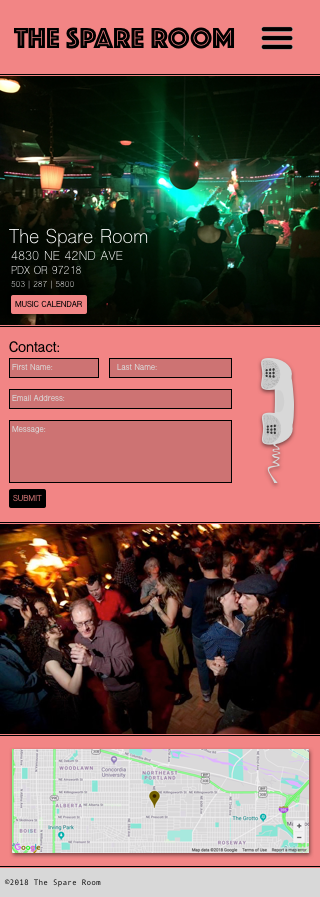 THE SPARE ROOM
The Spare Room
4830 NE 42ND AVE
PDX OR 97218
503 | 287 | 5800
MUSIC CALENDAR
Contact:
First Name: Last Name:
Email Address:
Message:
SUBMIT
Concordia
University
WOODLAWN
NORTHEAST
PORTLAND
ALBERTA
BOISE
Irving Park
The Grotto
ROSEWAY
Google
Map data ©2018 Google Terms of Use Report a map error
©2018 The Spare Room